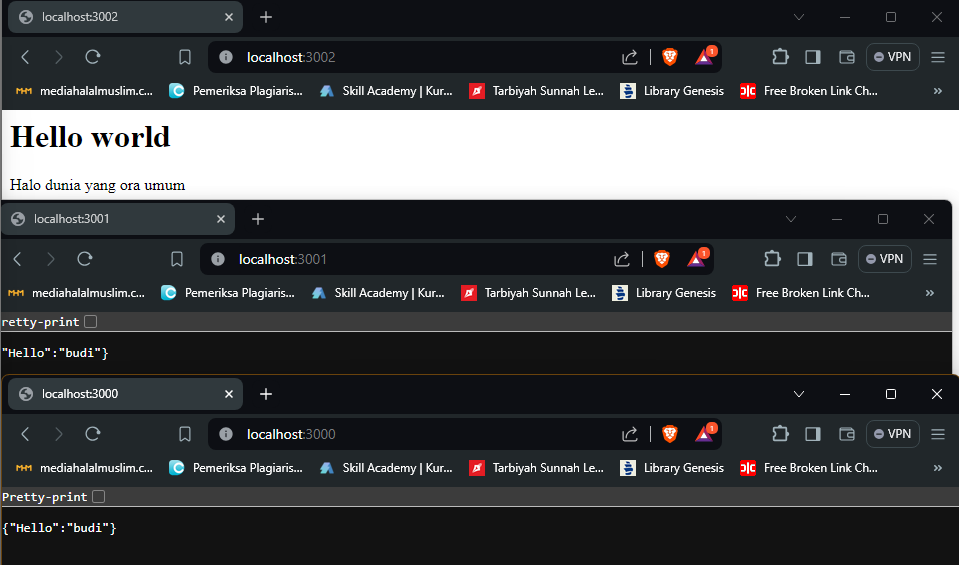 localhost:3002
localhost:3002 1 VPN
mediahalalmuslim.c... Pemeriksa Plagiaris... Skill Academy | Kur... Tarbiyah Sunnah Le... Library Genesis Free Broken Link Ch... »
Hello world
Halo dunia yang ora umum
localhost:3001
localhost:3001 1 VPN
mediahalalmuslim.c... Pemeriksa Plagiaris... Skill Academy | Kur... Tarbiyah Sunnah Le... Library Genesis Free Broken Link Ch... »
retty-print
"Hello":"budi"}
localhost:3000
localhost:3000 1 VPN
mediahalalmuslim.c... Pemeriksa Plagiaris... Skill Academy | Kur... Tarbiyah Sunnah Le... Library Genesis Free Broken Link Ch... »
Pretty-print
{"Hello":"budi"}